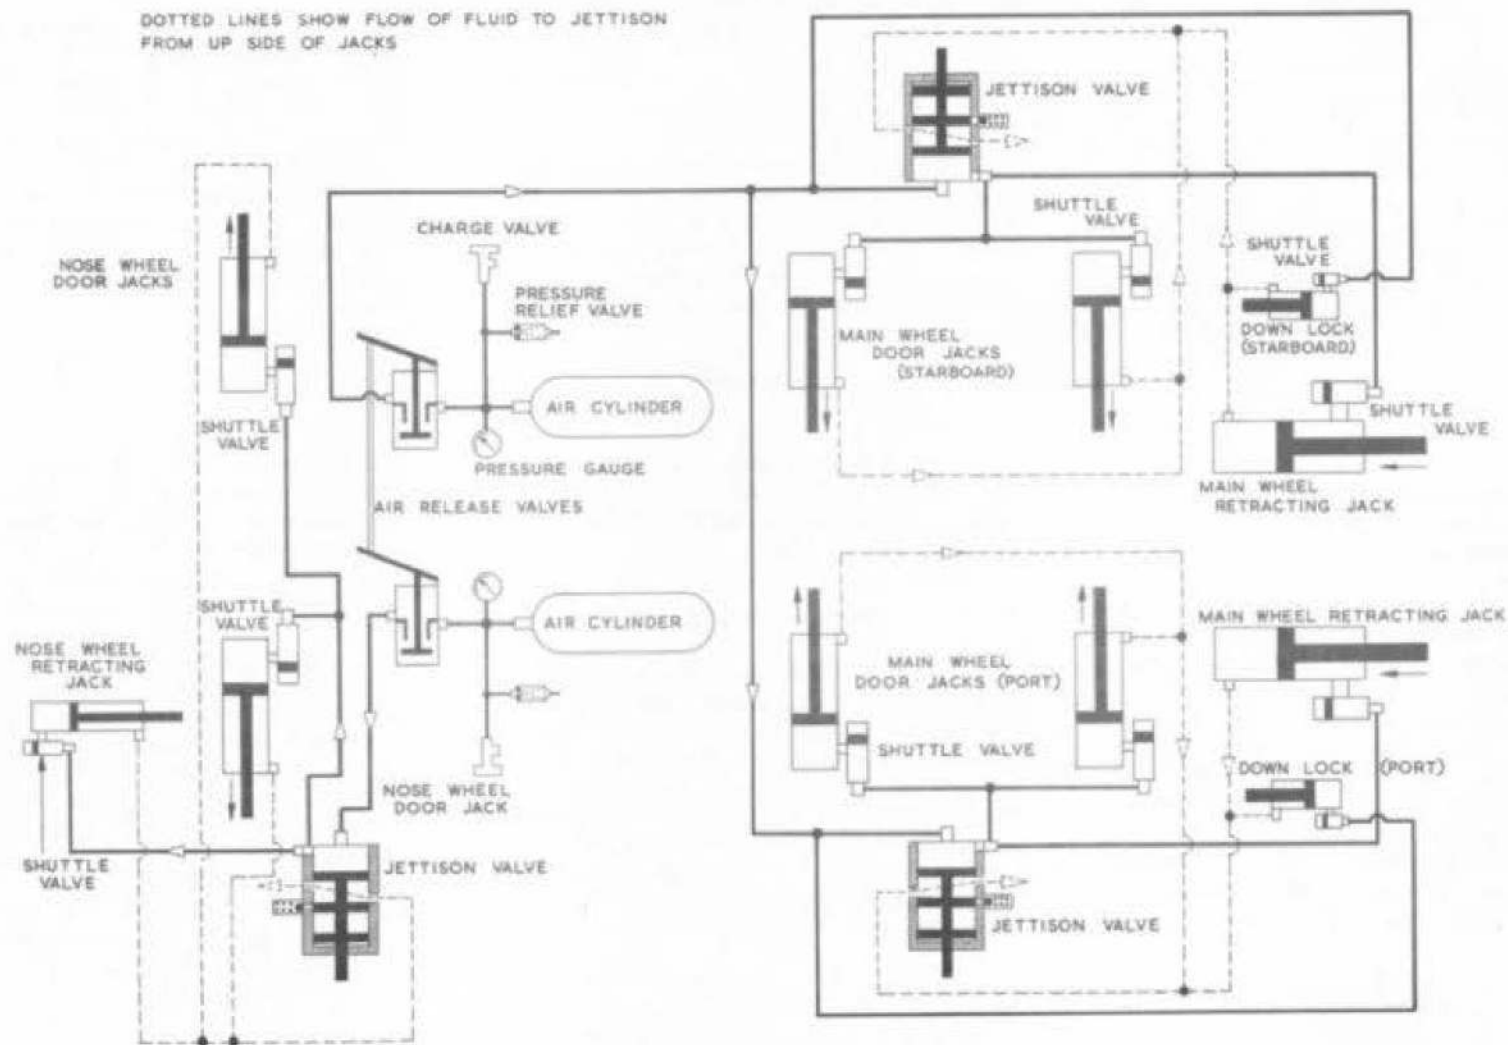 DOTTED LINES SHOW FLOW OF FLUID TO JETTISON
FROM UP SIDE OF JACKS
JETTISON VALVE
NOSE WHEEL
DOOR JACKS
CHARGE VALVE
PRESSURE
RELIEF VALVE
SHUTTLE
VALVE
SHUTTLE
VALVE
DOWN LOCK
(STARBOARD)
MAIN WHEEL
DOOR JACKS
(STARBOARD)
AIR CYLINDER
SHUTTLE
VALVE
SHUTTLE
VALVE
PRESSURE GAUGE
MAIN WHEEL
RETRACTING JACK
AIR RELEASE VALVES
SHUTTLE
VALVE
AIR CYLINDER
MAIN WHEEL RETRACTING JACK
NOSE WHEEL
RETRACTING
JACK
MAIN WHEEL
DOOR JACKS (PORT)
SHUTTLE VALVE
DOWN LOCK (PORT)
NOSE WHEEL
DOOR JACK
SHUTTLE
VALVE
JETTISON VALVE
JETTISON VALVE